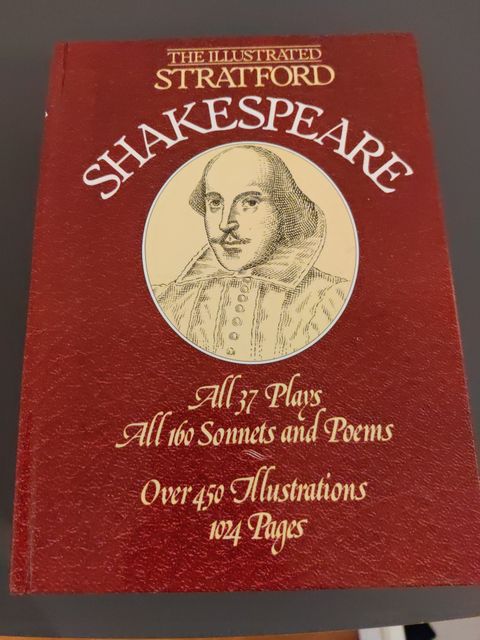 THE ILLUSTRATED
STRATFORD
SHAKESPEARE
All 37 Plays
All 160 Sonnets and Poems
Over 450 Illustrations
1024 Pages